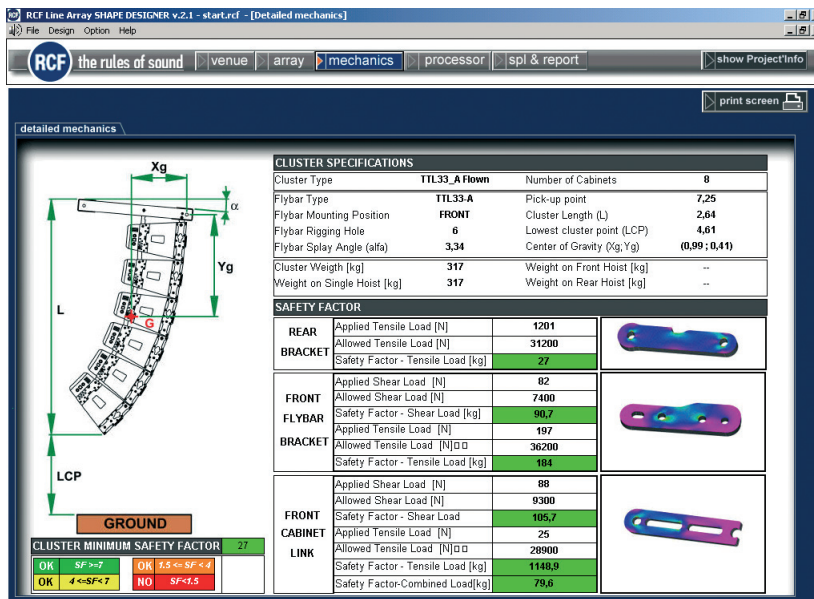 RCF Line Array SHAPE DESIGNER v.2.1 - start.rcf - [Detailed mechanics]
File Design Option Help
RCF the rules of sound venue array mechanics processor spl & report show Project'Info
print screen
detailed mechanics
Xg
α
Yg
L
G
LCP
GROUND
CLUSTER MINIMUM SAFETY FACTOR 27
OK SF >=7 OK 1.5 <= SF < 4
OK 4 <=SF< 7 NO SF<1.5
CLUSTER SPECIFICATIONS
Cluster Type TTL33_A Flown Number of Cabinets 8
Flybar Type TTL33-A Pick-up point 7,25
Flybar Mounting Position FRONT Cluster Length (L) 2,64
Flybar Rigging Hole 6 Lowest cluster point (LCP) 4,61
Flybar Splay Angle (alfa) 3,34 Center of Gravity (Xg;Yg) (0,99 ; 0,41)
Cluster Weigth [kg] 317 Weight on Front Hoist [kg] --
Weight on Single Hoist [kg] 317 Weight on Rear Hoist [kg] --
SAFETY FACTOR
REAR BRACKET
Applied Tensile Load [N] 1201
Allowed Tensile Load [N] 31200
Safety Factor - Tensile Load [kg] 27
FRONT FLYBAR BRACKET
Applied Shear Load [N] 82
Allowed Shear Load [N] 7400
Safety Factor - Shear Load [kg] 90,7
Applied Tensile Load [N] 197
Allowed Tensile Load [N]□□ 36200
Safety Factor - Tensile Load [kg] 184
FRONT CABINET LINK
Applied Shear Load [N] 88
Allowed Shear Load [N] 9300
Safety Factor - Shear Load 105,7
Applied Tensile Load [N] 25
Allowed Tensile Load [N]□□ 28900
Safety Factor - Tensile Load [kg] 1148,9
Safety Factor-Combined Load[kg] 79,6